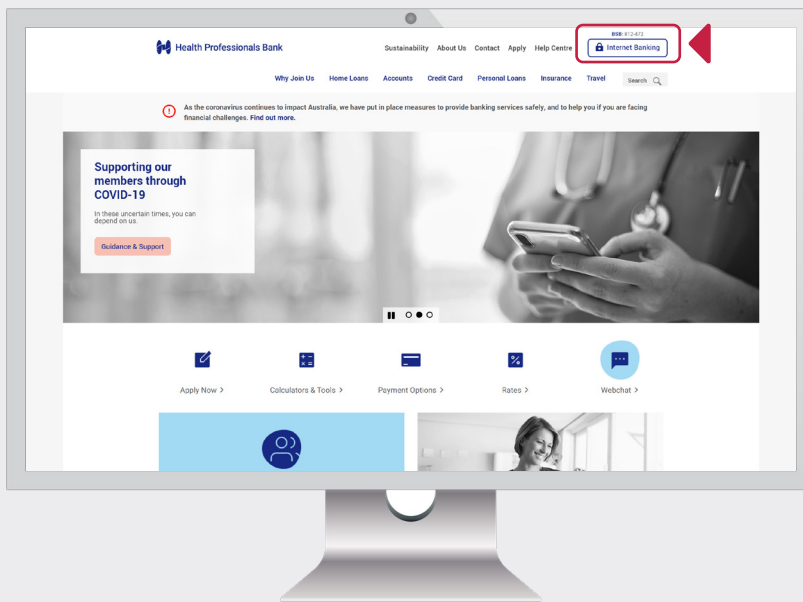 BSB: 812-472
Health Professionals Bank
Sustainability About Us Contact Apply Help Centre
Internet Banking
Why Join Us Home Loans Accounts Credit Card Personal Loans Insurance Travel Search
As the coronavirus continues to impact Australia, we have put in place measures to provide banking services safely, and to help you if you are facing
financial challenges. Find out more.
Supporting our
members through
COVID-19
In these uncertain times, you can
depend on us.
Guidance & Support
Apply Now >
Calculators & Tools >
Payment Options >
Rates >
Webchat >